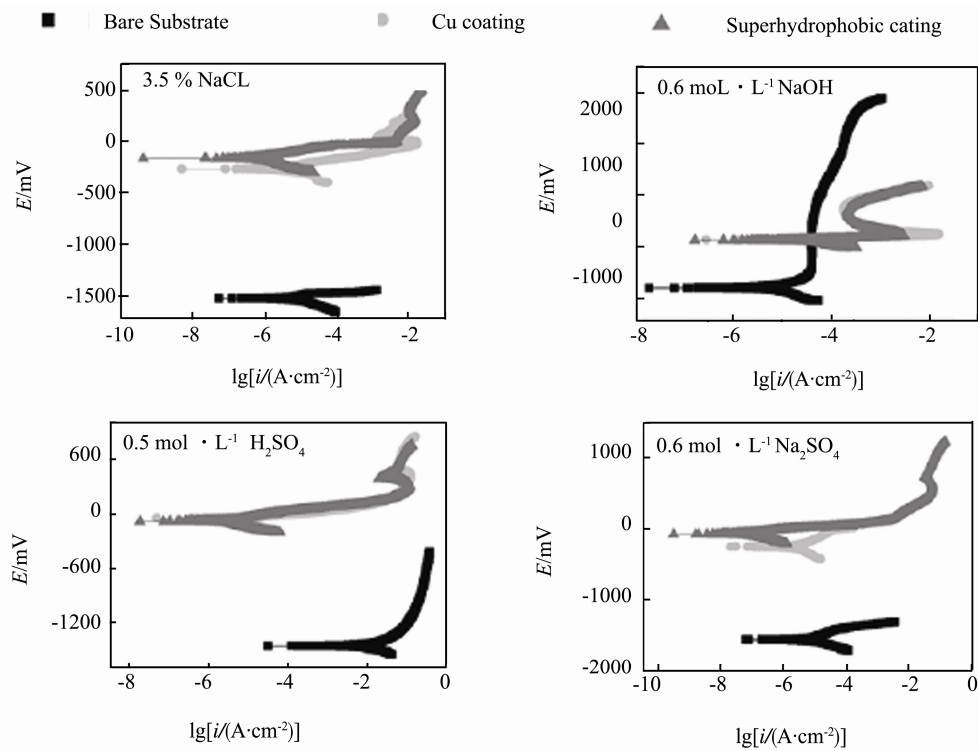 Bare Substrate
Cu coating
Superhydrophobic cating
3.5 % NaCL
500
0
-500
-1000
-1500
E/mV
-10
-8
-6
-4
-2
lg[i/(A·cm⁻²)]
0.6 moL・L⁻¹ NaOH
2000
1000
0
-1000
E/mV
-8
-6
-4
-2
lg[i/(A·cm⁻²)]
0.5 mol ・L⁻¹ H₂SO₄
600
0
-600
-1200
E/mV
-8
-6
-4
-2
0
lg[i/(A·cm⁻²)]
0.6 mol ・L⁻¹ Na₂SO₄
1000
0
-1000
-2000
E/mV
-10
-8
-6
-4
-2
0
lg[i/(A·cm⁻²)]